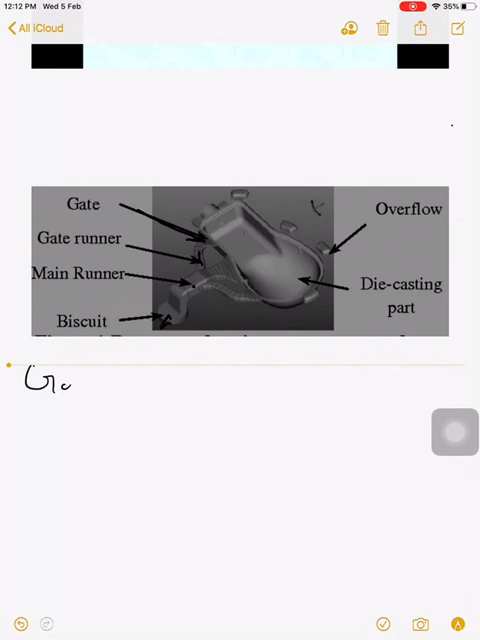 12:12 PM Wed 5 Feb
35%
All iCloud
Gate
Overflow
Gate runner
Main Runner
Die-casting
part
Biscuit
Ga